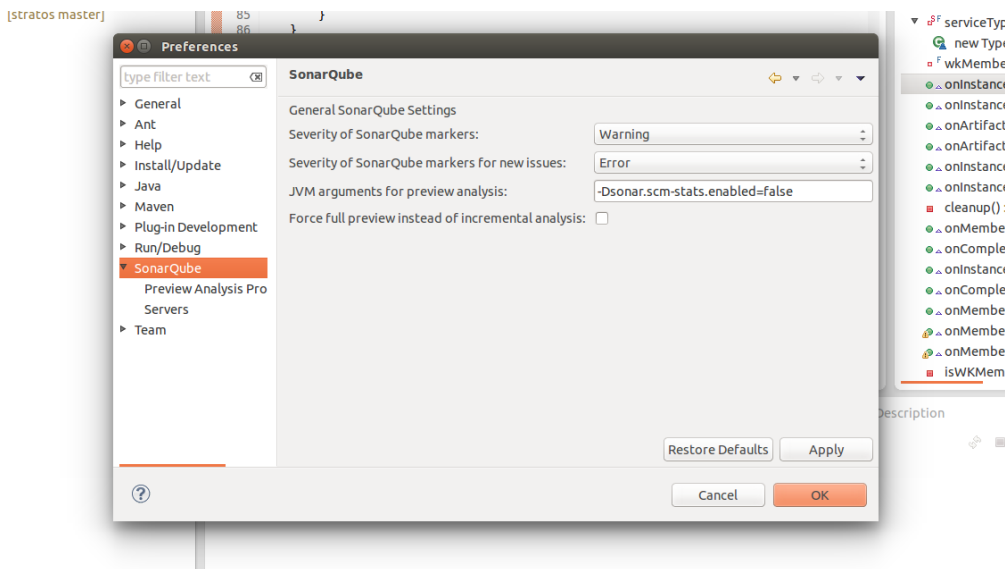 [stratos master]
85 }
86 }
Preferences
type filter text
General
Ant
Help
Install/Update
Java
Maven
Plug-in Development
Run/Debug
SonarQube
Preview Analysis Pro
Servers
Team
SonarQube
General SonarQube Settings
Severity of SonarQube markers: Warning
Severity of SonarQube markers for new issues: Error
JVM arguments for preview analysis: -Dsonar.scm-stats.enabled=false
Force full preview instead of incremental analysis:
Restore Defaults Apply
Cancel OK
serviceTyp
new Type
wkMembe
onInstance
onInstance
onArtifact
onArtifact
onInstance
onInstance
cleanup() :
onMembe
onComple
onInstance
onComple
onMembe
onMembe
onMembe
isWKMem
Description